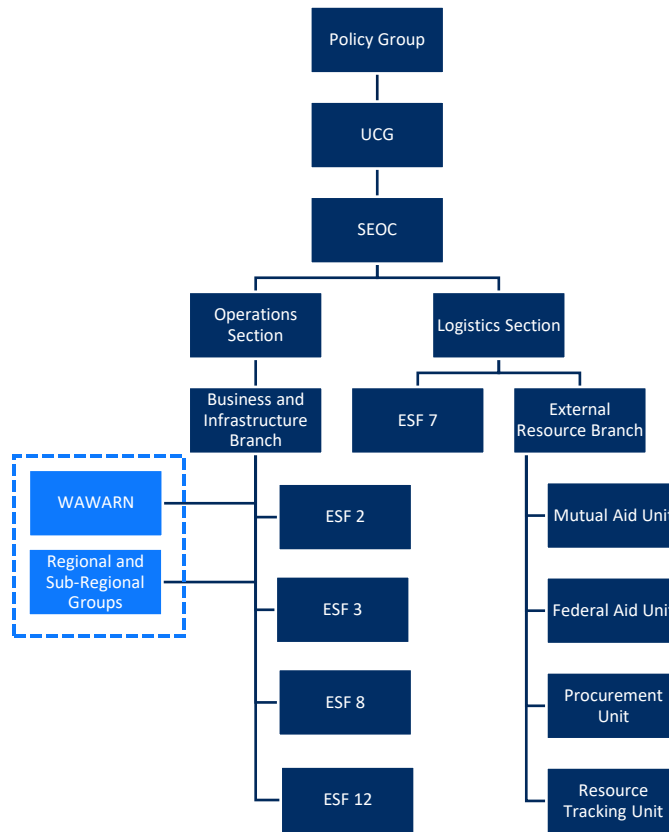 Policy Group
UCG
SEOC
Operations
Section
Logistics Section
Business and
Infrastructure
Branch
ESF 7
External
Resource Branch
WAWARN
Regional and
Sub-Regional
Groups
ESF 2
ESF 3
ESF 8
ESF 12
Mutual Aid Unit
Federal Aid Unit
Procurement
Unit
Resource
Tracking Unit